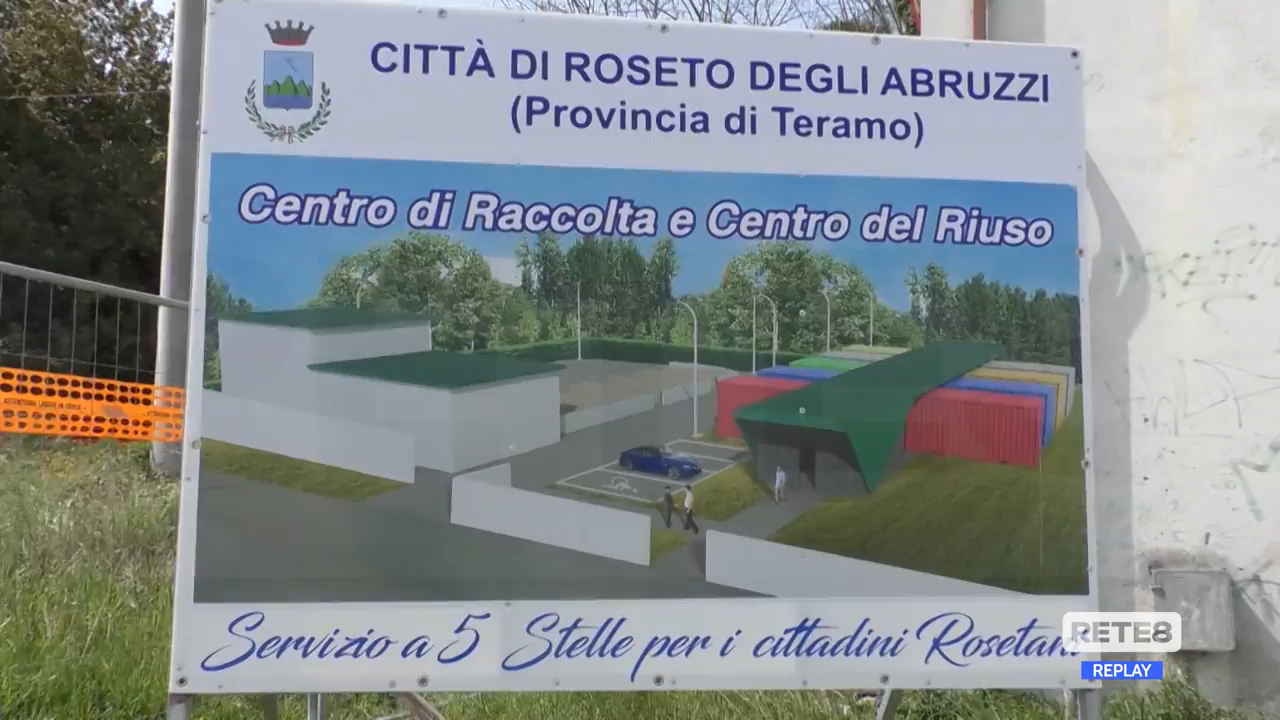 CITTÀ DI ROSETO DEGLI ABRUZZI
(Provincia di Teramo)
Centro di Raccolta e Centro del Riuso
Servizio a 5 Stelle per i cittadini Rosetani
RETE8
REPLAY